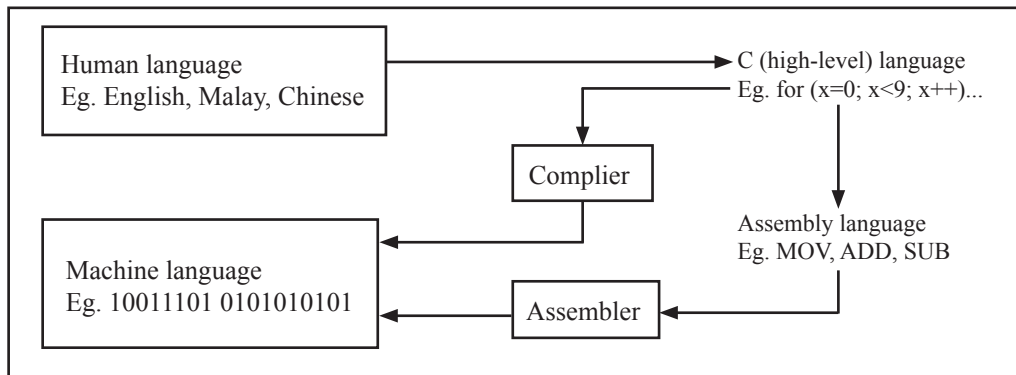 Human language
Eg. English, Malay, Chinese
C (high-level) language
Eg. for (x=0; x<9; x++)...
Complier
Assembly language
Eg. MOV, ADD, SUB
Machine language
Eg. 10011101 0101010101
Assembler